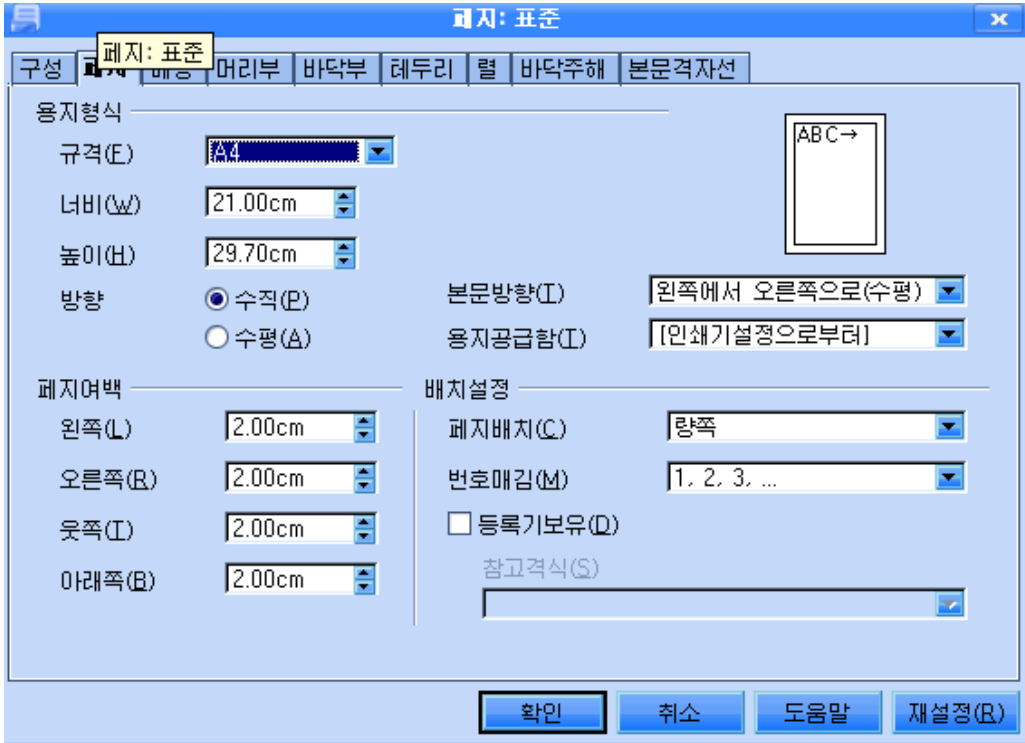 페지: 표준
페지: 표준
구성 페지 배경 머리부 바닥부 테두리 렬 바닥주해 본문격자선
용지형식
규격(F) A4
너비(W) 21.00cm
높이(H) 29.70cm
방향 수직(P)
수평(A)
ABC→
본문방향(T) 왼쪽에서 오른쪽으로(수평)
용지공급함(T) [인쇄기설정으로부터]
페지여백
왼쪽(L) 2.00cm
오른쪽(R) 2.00cm
웃쪽(T) 2.00cm
아래쪽(B) 2.00cm
배치설정
페지배치(C) 량쪽
번호매김(M) 1, 2, 3, ...
등록기보유(D)
참고격식(S)
확인 취소 도움말 재설정(R)